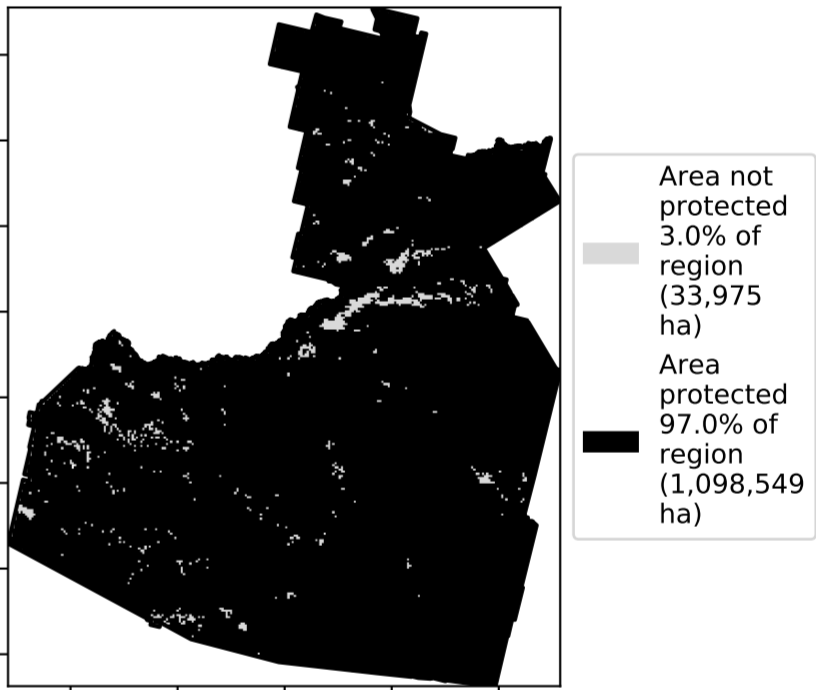 Area not
protected
3.0% of
region
(33,975
ha)
Area
protected
97.0% of
region
(1,098,549
ha)